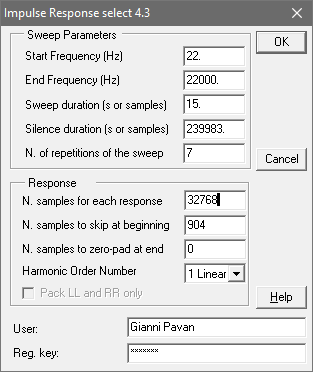 Impulse Response select 4.3
Sweep Parameters
OK
Start Frequency (Hz) 22.
End Frequency (Hz) 22000.
Sweep duration (s or samples) 15.
Silence duration (s or samples) 239983.
N. of repetitions of the sweep 7
Cancel
Response
N. samples for each response 32768
N. samples to skip at beginning 904
N. samples to zero-pad at end 0
Harmonic Order Number 1 Linear
Pack LL and RR only
Help
User: Gianni Pavan
Reg. key: xxxxxxx